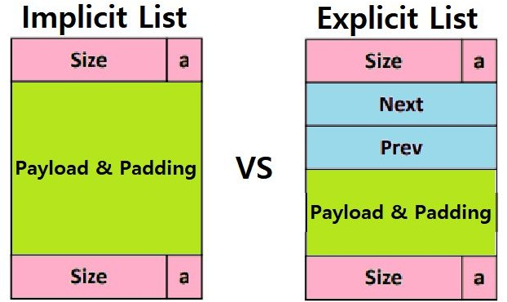 Implicit List
Size a
Payload & Padding
Size a
VS
Explicit List
Size a
Next
Prev
Payload & Padding
Size a